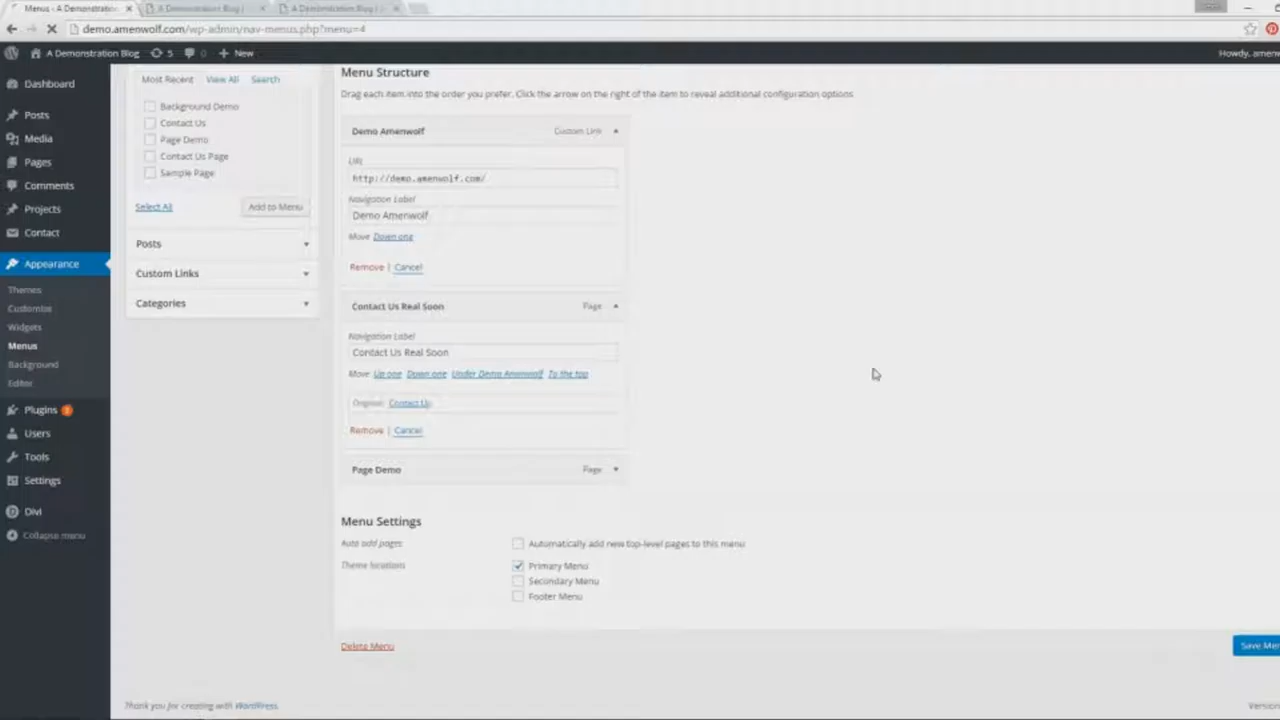 Menus ‹ A Demonstration
A Demonstration Blog |
A Demonstration Blog |
demo.amenwolf.com/wp-admin/nav-menus.php?menu=4
A Demonstration Blog 5 0 + New
Howdy, amenw
Dashboard
Posts
Media
Pages
Comments
Projects
Contact
Appearance
Themes
Customize
Widgets
Menus
Background
Editor
Plugins
Users
Tools
Settings
Divi
Collapse menu
Most Recent View All Search
Background Demo
Contact Us
Page Demo
Contact Us Page
Sample Page
Select All Add to Menu
Posts
Custom Links
Categories
Menu Structure
Drag each item into the order you prefer. Click the arrow on the right of the item to reveal additional configuration options.
Demo Amenwolf Custom Link
URL
http://demo.amenwolf.com/
Navigation Label
Demo Amenwolf
Move Down one
Remove | Cancel
Contact Us Real Soon Page
Navigation Label
Contact Us Real Soon
Move Up one Down one Under Demo Amenwolf To the top
Original: Contact Us
Remove | Cancel
Page Demo Page
Menu Settings
Auto add pages
Automatically add new top-level pages to this menu
Theme locations
Primary Menu
Secondary Menu
Footer Menu
Delete Menu
Save Men
Thank you for creating with WordPress.
Version